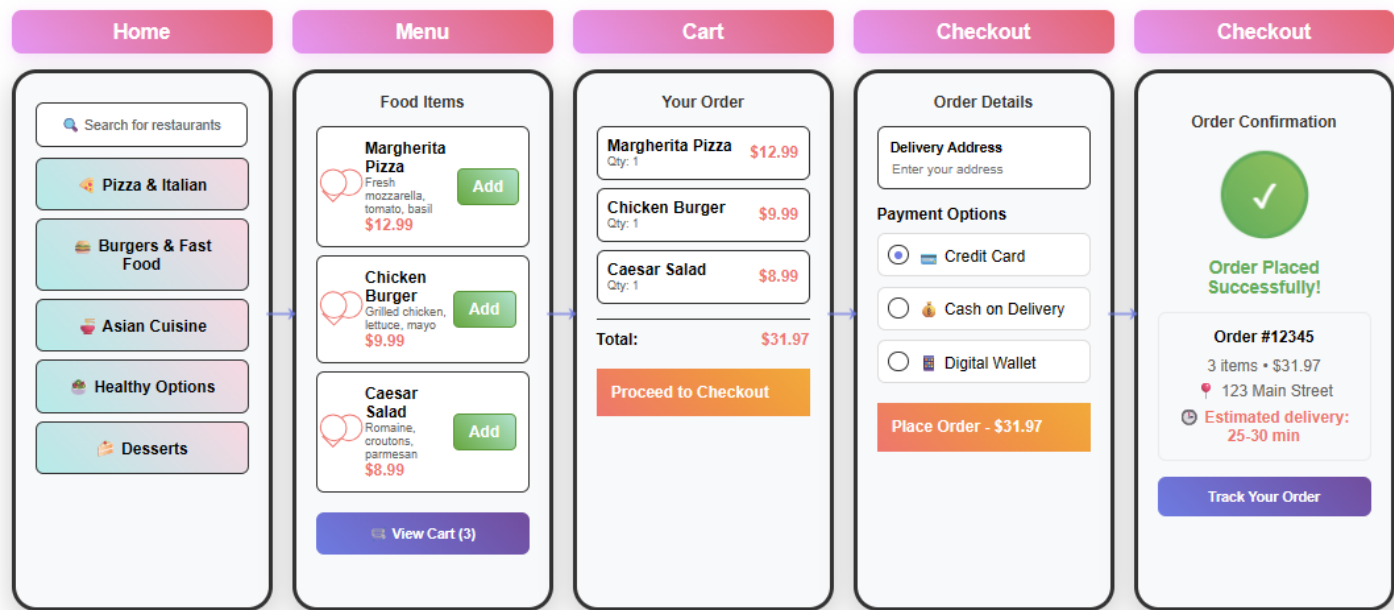 Home
Search for restaurants
Pizza & Italian
Burgers & Fast
Food
Asian Cuisine
Healthy Options
Desserts
Menu
Food Items
Margherita
Pizza
Fresh
mozzarella,
tomato, basil
$12.99
Add
Chicken
Burger
Grilled chicken,
lettuce, mayo
$9.99
Add
Caesar
Salad
Romaine,
croutons,
parmesan
$8.99
Add
View Cart (3)
Cart
Your Order
Margherita Pizza
Qty: 1
$12.99
Chicken Burger
Qty: 1
$9.99
Caesar Salad
Qty: 1
$8.99
Total: $31.97
Proceed to Checkout
Checkout
Order Details
Delivery Address
Enter your address
Payment Options
Credit Card
Cash on Delivery
Digital Wallet
Place Order - $31.97
Checkout
Order Confirmation
Order Placed
Successfully!
Order #12345
3 items • $31.97
123 Main Street
Estimated delivery:
25-30 min
Track Your Order